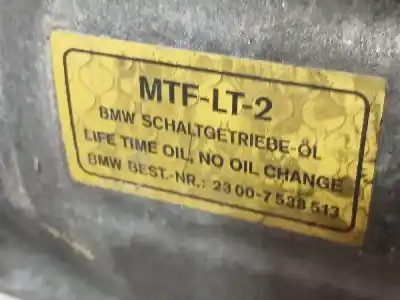 MTF-LT-2
BMW SCHALTGETRIEBE-ÖL
LIFE TIME OIL, NO OIL CHANGE
BMW BEST.-NR.: 23 00-7 533 513